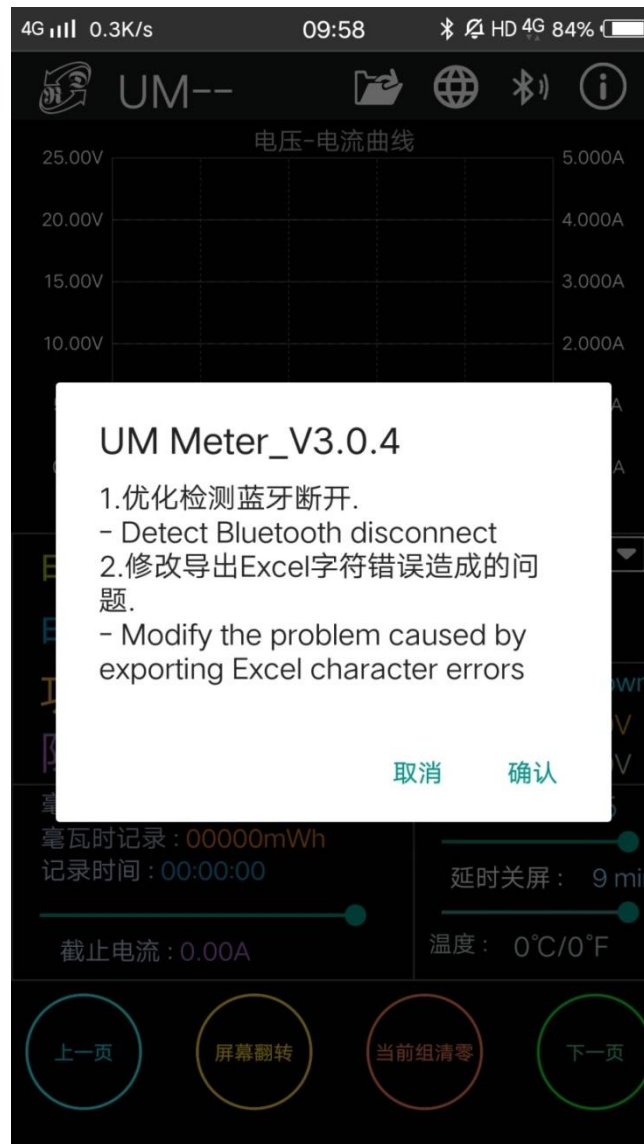 4G 0.3K/s 09:58 HD 4G 84%
UM--
电压-电流曲线
25.00V 5.000A
20.00V 4.000A
15.00V 3.000A
10.00V 2.000A
A
A
UM Meter_V3.0.4
1.优化检测蓝牙断开.
- Detect Bluetooth disconnect
2.修改导出Excel字符错误造成的问
题.
- Modify the problem caused by
exporting Excel character errors
V
V
取消 确认
毫瓦时记录：00000mWh
记录时间：00:00:00
延时关屏： 9 mi
截止电流：0.00A
温度： 0℃/0°F
上一页 屏幕翻转 当前组清零 下一页